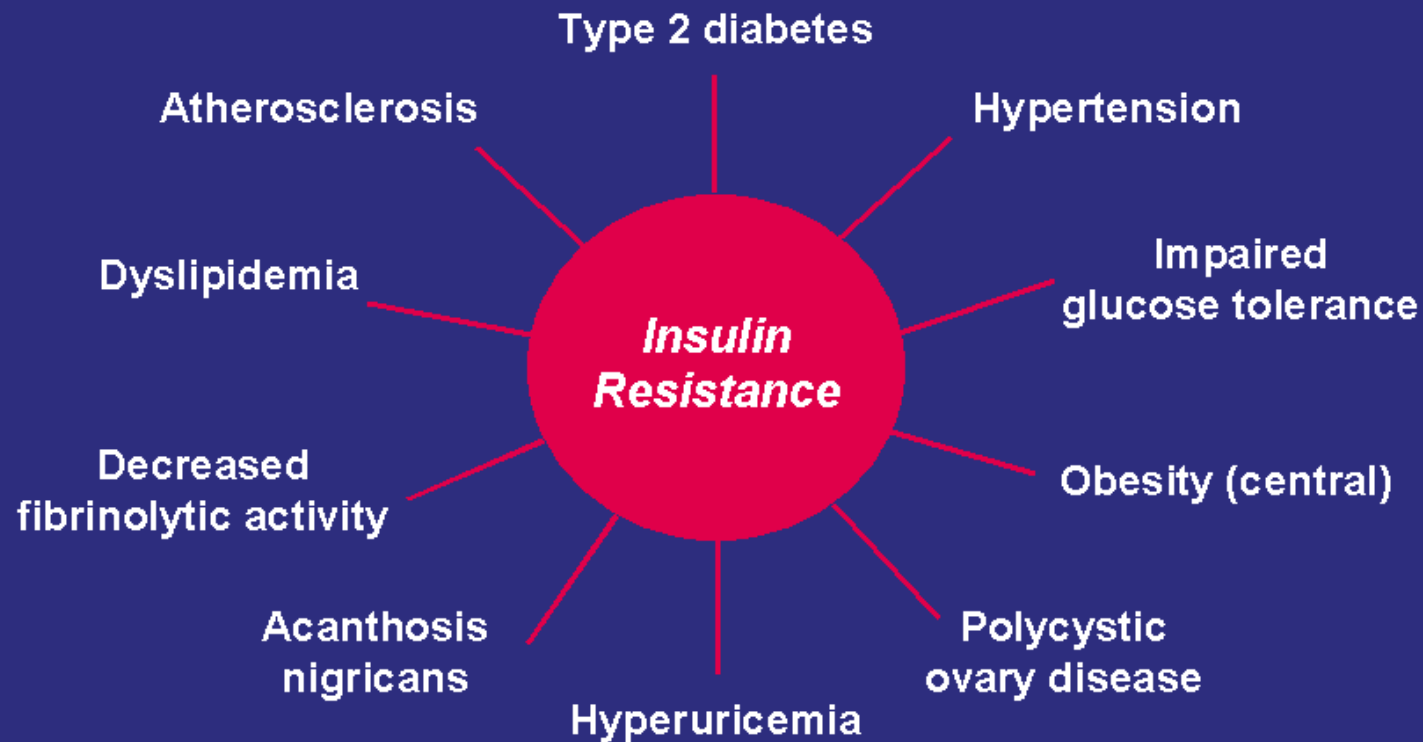 Type 2 diabetes
Atherosclerosis
Hypertension
Dyslipidemia
Impaired
glucose tolerance
Insulin
Resistance
Decreased
fibrinolytic activity
Obesity (central)
Acanthosis
nigricans
Polycystic
ovary disease
Hyperuricemia